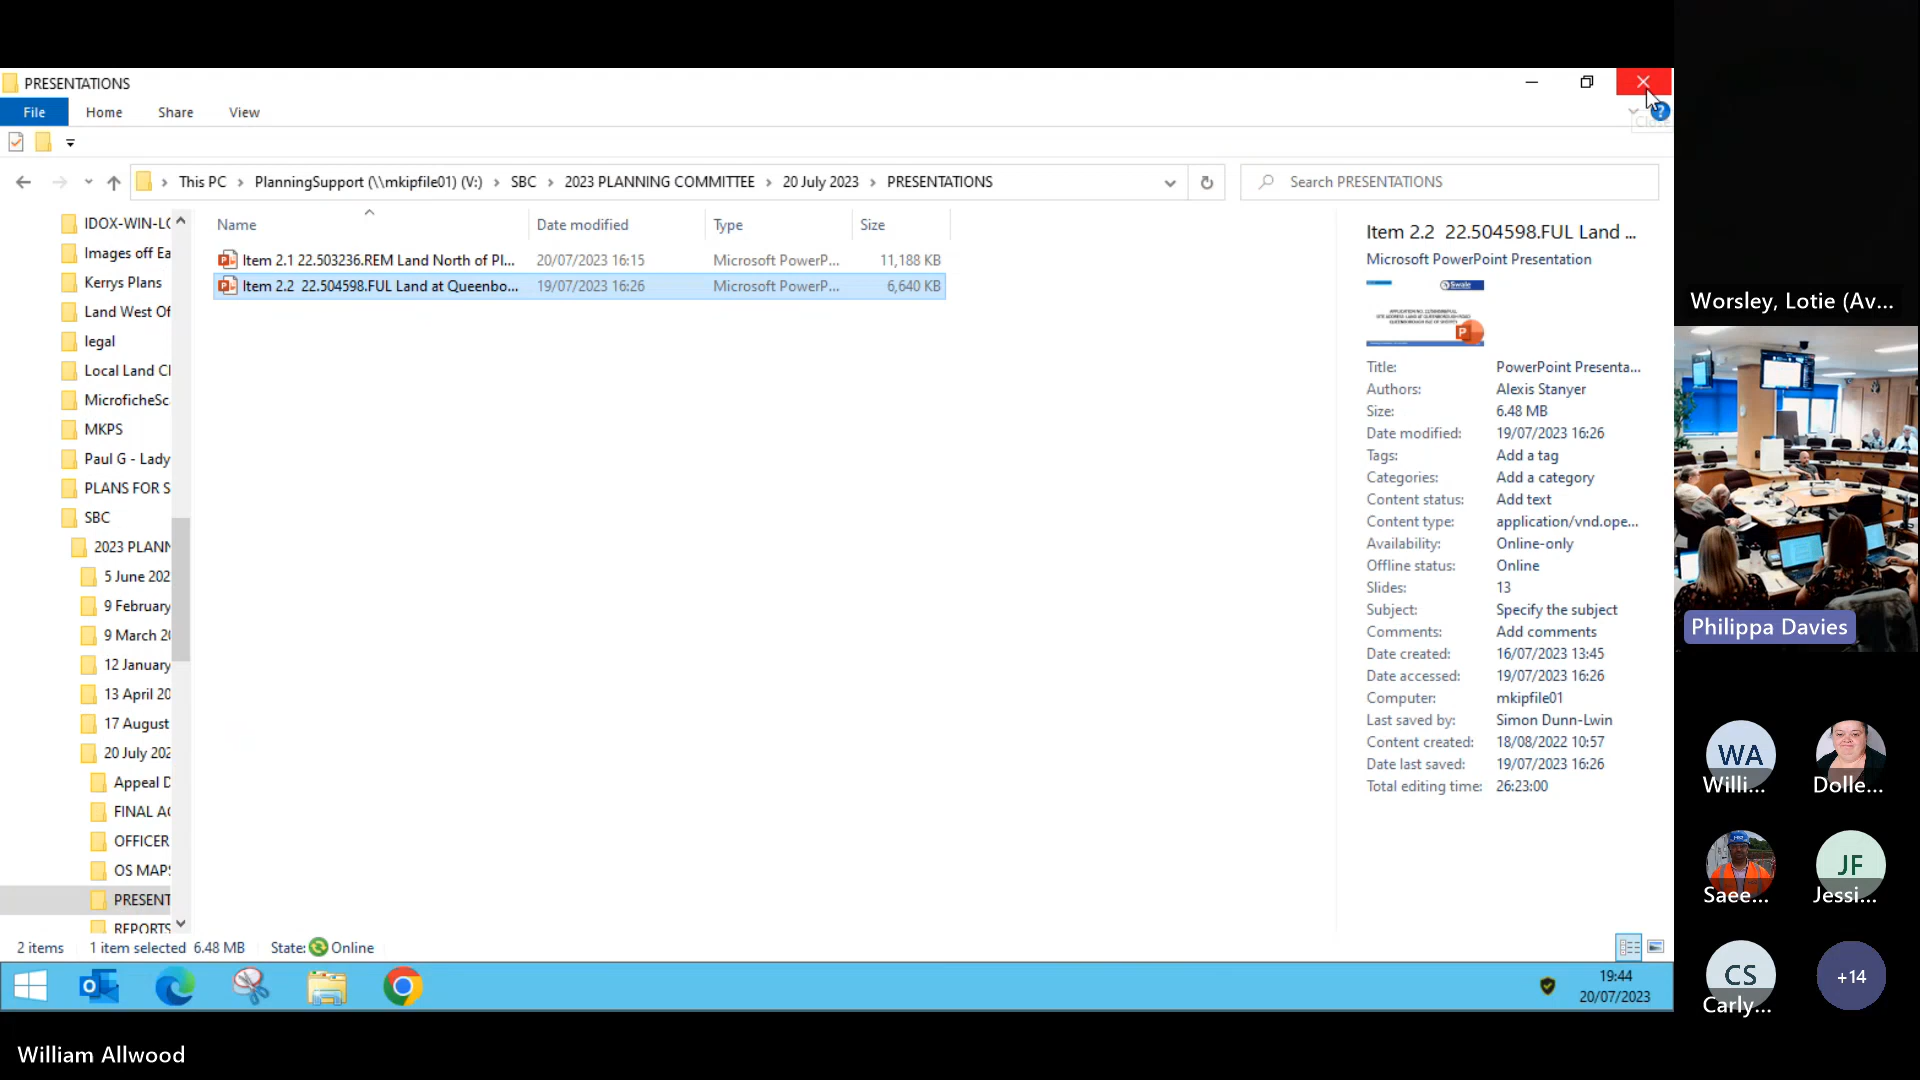 PRESENTATIONS
File Home Share View
This PC > PlanningSupport (\\mkipfile01) (V:) > SBC > 2023 PLANNING COMMITTEE > 20 July 2023 > PRESENTATIONS
Search PRESENTATIONS
Close
IDOX-WIN-LO
Images off Ea
Kerrys Plans
Land West Of
legal
Local Land Cl
MicroficheSc
MKPS
Paul G - Lady
PLANS FOR S
SBC
2023 PLANN
5 June 202
9 February
9 March 20
12 January
13 April 20
17 August
20 July 202
Appeal D
FINAL AG
OFFICER
OS MAPS
PRESENT
REPORTS
Name Date modified Type Size
Item 2.1 22.503236.REM Land North of Pl... 20/07/2023 16:15 Microsoft PowerP... 11,188 KB
Item 2.2 22.504598.FUL Land at Queenbo... 19/07/2023 16:26 Microsoft PowerP... 6,640 KB
Item 2.2 22.504598.FUL Land ...
Microsoft PowerPoint Presentation
Swale
Title: PowerPoint Presenta...
Authors: Alexis Stanyer
Size: 6.48 MB
Date modified: 19/07/2023 16:26
Tags: Add a tag
Categories: Add a category
Content status: Add text
Content type: application/vnd.ope...
Availability: Online-only
Offline status: Online
Slides: 13
Subject: Specify the subject
Comments: Add comments
Date created: 16/07/2023 13:45
Date accessed: 19/07/2023 16:26
Computer: mkipfile01
Last saved by: Simon Dunn-Lwin
Content created: 18/08/2022 10:57
Date last saved: 19/07/2023 16:26
Total editing time: 26:23:00
2 items 1 item selected 6.48 MB State: Online
19:44
20/07/2023
William Allwood
Worsley, Lotie (Av...
Philippa Davies
WA
Willi...
Dolle...
Saee...
JF
Jessi...
CS
Carly...
+14